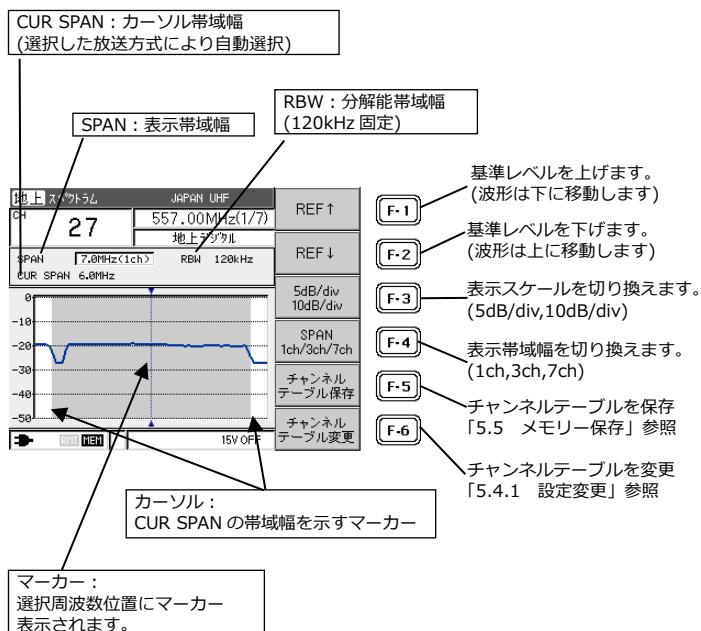 CUR SPAN：カーソル帯域幅
(選択した放送方式により自動選択)
SPAN：表示帯域幅
RBW：分解能帯域幅
(120kHz 固定)
地上 スペクトラム JAPAN UHF
CH
27
557.00MHz(1/7)
地上デジタル
SPAN 7.0MHz(1ch) RBW 120kHz
CUR SPAN 6.0MHz
0
-10
-20
-30
-40
-50
RMT MEM 15V OFF
REF↑
REF↓
5dB/div
10dB/div
SPAN
1ch/3ch/7ch
チャンネル
テーブル保存
チャンネル
テーブル変更
F-1
基準レベルを上げます。
(波形は下に移動します)
F-2
基準レベルを下げます。
(波形は上に移動します)
F-3
表示スケールを切り換えます。
(5dB/div,10dB/div)
F-4
表示帯域幅を切り換えます。
(1ch,3ch,7ch)
F-5
チャンネルテーブルを保存
「5.5　メモリー保存」参照
F-6
チャンネルテーブルを変更
「5.4.1　設定変更」参照
カーソル：
CUR SPAN の帯域幅を示すマーカー
マーカー：
選択周波数位置にマーカー
表示されます。